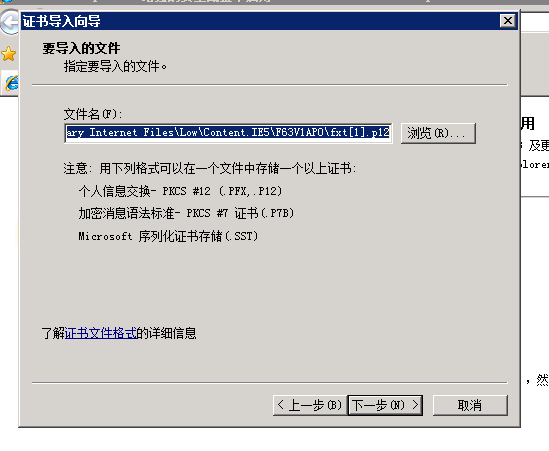 证书导入向导
要导入的文件
指定要导入的文件。
文件名(F):
ary Internet Files\Low\Content.IE5\F63V1APO\fxt[1].p12
浏览(R)...
用
及更
注意: 用下列格式可以在一个文件中存储一个以上证书:
plorer
个人信息交换- PKCS #12 (.PFX,.P12)
加密消息语法标准- PKCS #7 证书(.P7B)
Microsoft 序列化证书存储(.SST)
了解证书文件格式的详细信息
，然
< 上一步(B)
下一步(N) >
取消